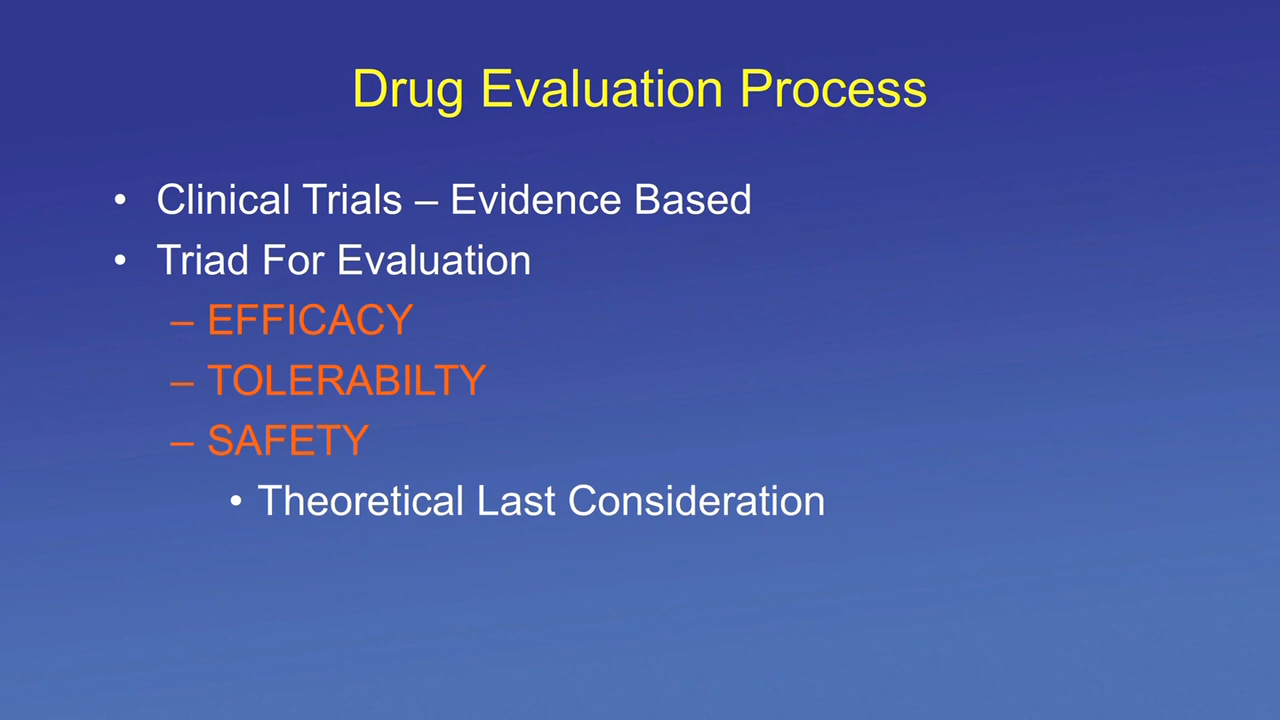 Drug Evaluation Process
• Clinical Trials – Evidence Based
• Triad For Evaluation
– EFFICACY
– TOLERABILTY
– SAFETY
• Theoretical Last Consideration